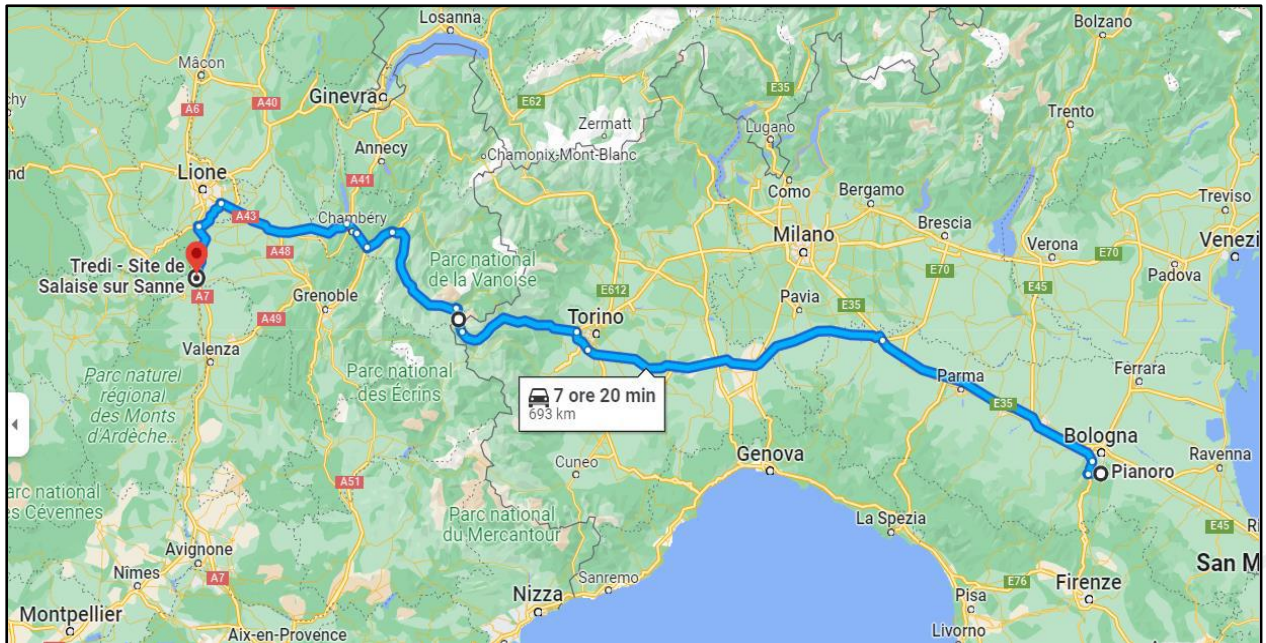 Losanna
Bolzano
Mâcon
A40
A6
Ginevra
E62
E35
Trento
Zermatt
Lugano
Annecy
Chamonix-Mont-Blanc
Lione
A41
Como
Bergamo
Treviso
A43
Chambéry
Brescia
Milano
Verona
E70
Venezi
Tredi - Site de
Salaise sur Sanne
A48
Parc national
de la Vanoise
E70
Padova
A7
Grenoble
E612
Pavia
E35
E45
A49
Torino
Valenza
Parc national
des Écrins
Parc naturel
régional
des Monts
d'Ardèche...
7 ore 20 min
693 km
Parma
Ferrara
E35
Bologna
Pianoro
Ravenna
Genova
Cuneo
A51
arc national
es Cévennes
Parc national
du Mercantour
La Spezia
E45
Avignone
Nîmes
A7
Sanremo
San M
E76
Firenze
Nizza
Pisa
Montpellier
Aix-en-Provence
Livorno